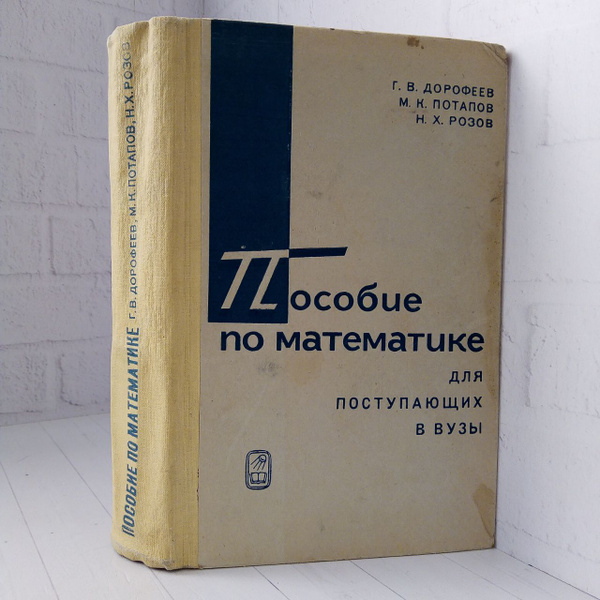 Г. В. ДОРОФЕЕВ
М. К. ПОТАПОВ
Н. Х. РОЗОВ
Пособие
по математике
ДЛЯ
ПОСТУПАЮЩИХ
В ВУЗЫ
ПОСОБИЕ ПО МАТЕМАТИКЕ Г. В. ДОРОФЕЕВ, М. К. ПОТАПОВ, Н. Х. РОЗОВ